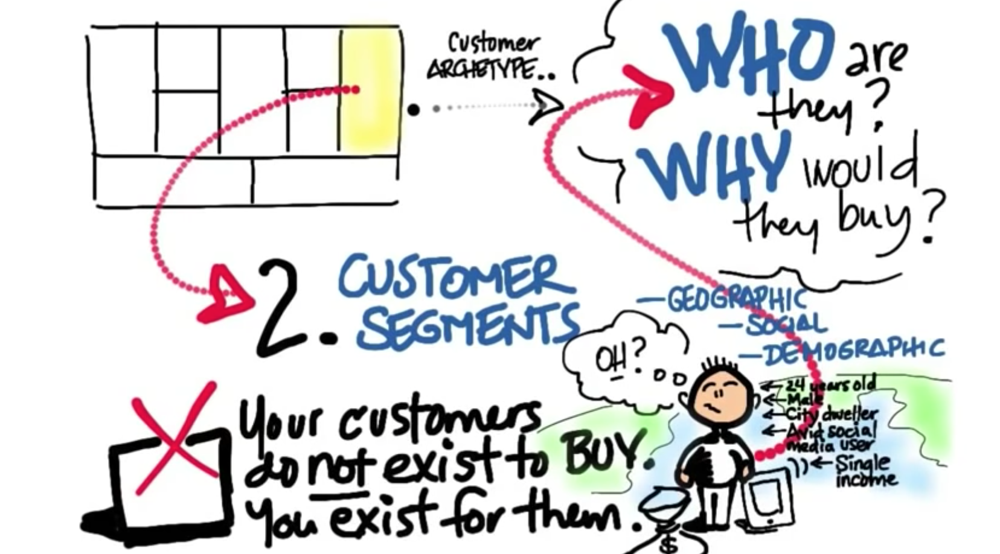 Customer
ARCHETYPE..
WHO are
they?
WHY would
they buy?
2. CUSTOMER
SEGMENTS
—GEOGRAPHIC
—SOCIAL
—DEMOGRAPHIC
OH?
24 years old
Male
City dweller
Avid social
media user
Single
income
Your customers
do not exist to BUY.
You exist for them.
$